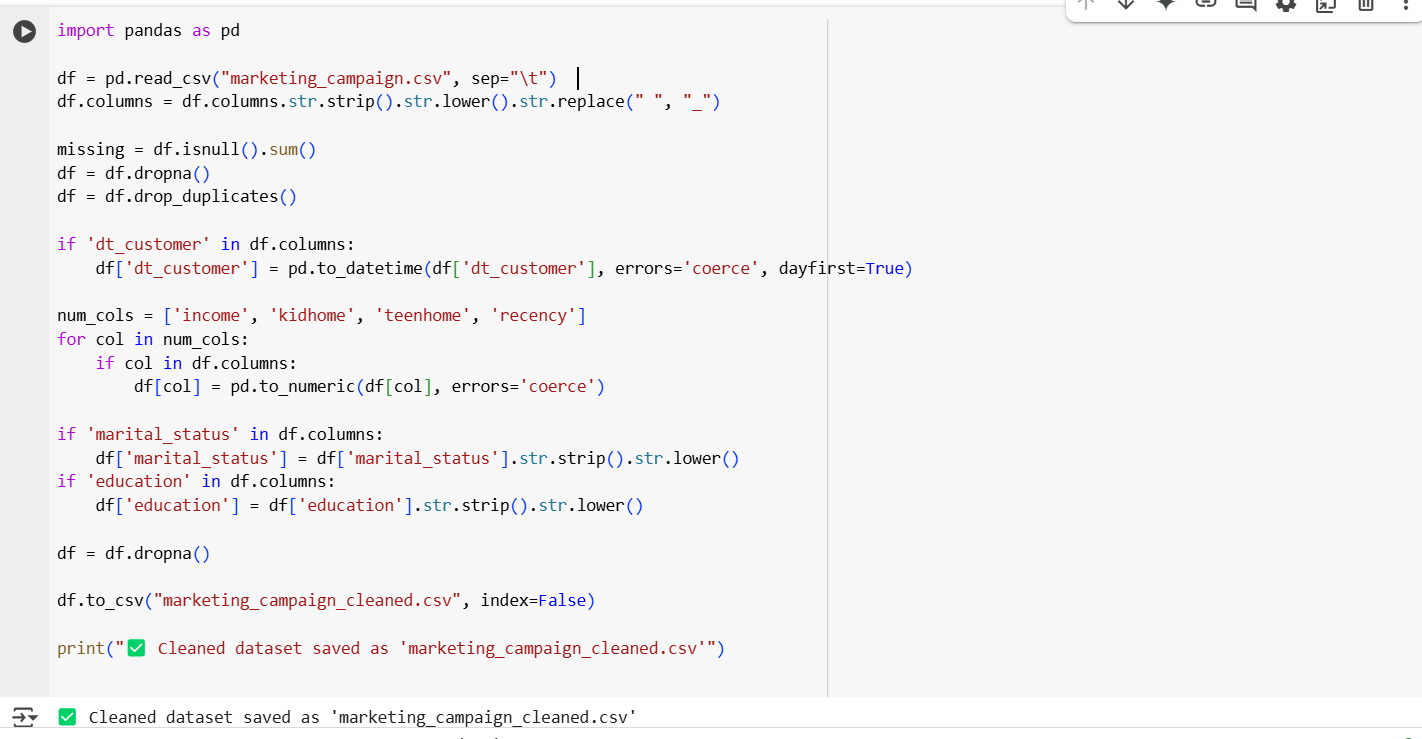 import pandas as pd
df = pd.read_csv("marketing_campaign.csv", sep="\t")
df.columns = df.columns.str.strip().str.lower().str.replace(" ", "_")
missing = df.isnull().sum()
df = df.dropna()
df = df.drop_duplicates()
if 'dt_customer' in df.columns:
    df['dt_customer'] = pd.to_datetime(df['dt_customer'], errors='coerce', dayfirst=True)
num_cols = ['income', 'kidhome', 'teenhome', 'recency']
for col in num_cols:
    if col in df.columns:
        df[col] = pd.to_numeric(df[col], errors='coerce')
if 'marital_status' in df.columns:
    df['marital_status'] = df['marital_status'].str.strip().str.lower()
if 'education' in df.columns:
    df['education'] = df['education'].str.strip().str.lower()
df = df.dropna()
df.to_csv("marketing_campaign_cleaned.csv", index=False)
print("✅ Cleaned dataset saved as 'marketing_campaign_cleaned.csv'")
✅ Cleaned dataset saved as 'marketing_campaign_cleaned.csv'